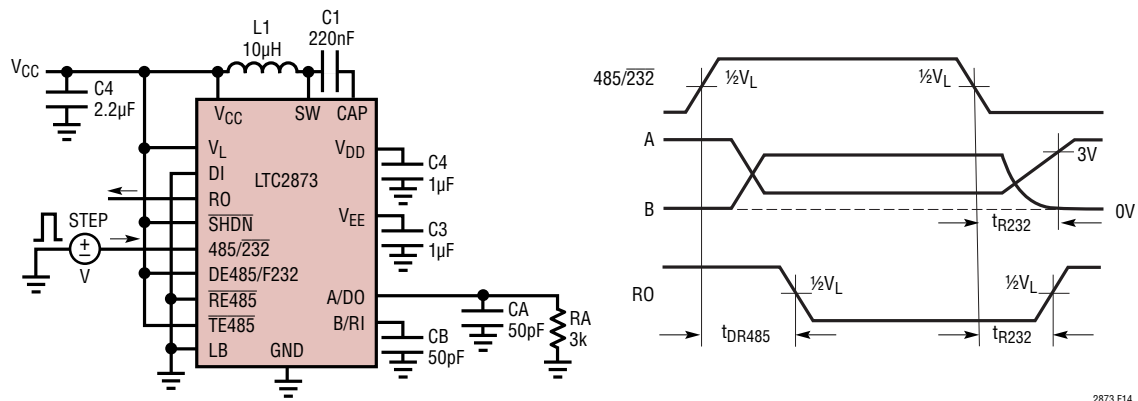 L1
10µH
C1
220nF
VCC
C4
2.2µF
VCC
SW
CAP
VL
DI
RO
SHDN
485/232
DE485/F232
RE485
TE485
LB
GND
LTC2873
VDD
VEE
A/DO
B/RI
C4
1µF
C3
1µF
STEP
+
–
V
CA
50pF
RA
3k
CB
50pF
485/232
½VL
½VL
A
3V
B
0V
tR232
RO
½VL
½VL
tDR485
tR232
2873 F14